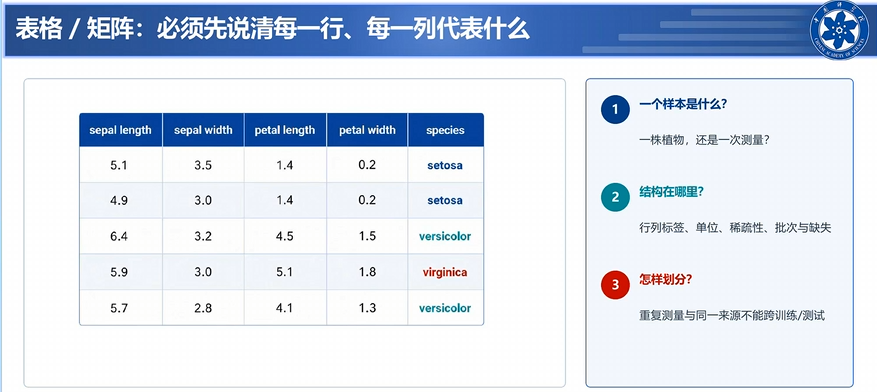 表格 / 矩阵：必须先说清每一行、每一列代表什么
sepal length sepal width petal length petal width species
5.1 3.5 1.4 0.2 setosa
4.9 3.0 1.4 0.2 setosa
6.4 3.2 4.5 1.5 versicolor
5.9 3.0 5.1 1.8 virginica
5.7 2.8 4.1 1.3 versicolor
1 一个样本是什么？
一株植物，还是一次测量？
2 结构在哪里？
行列标签、单位、稀疏性、批次与缺失
3 怎样划分？
重复测量与同一来源不能跨训练/测试